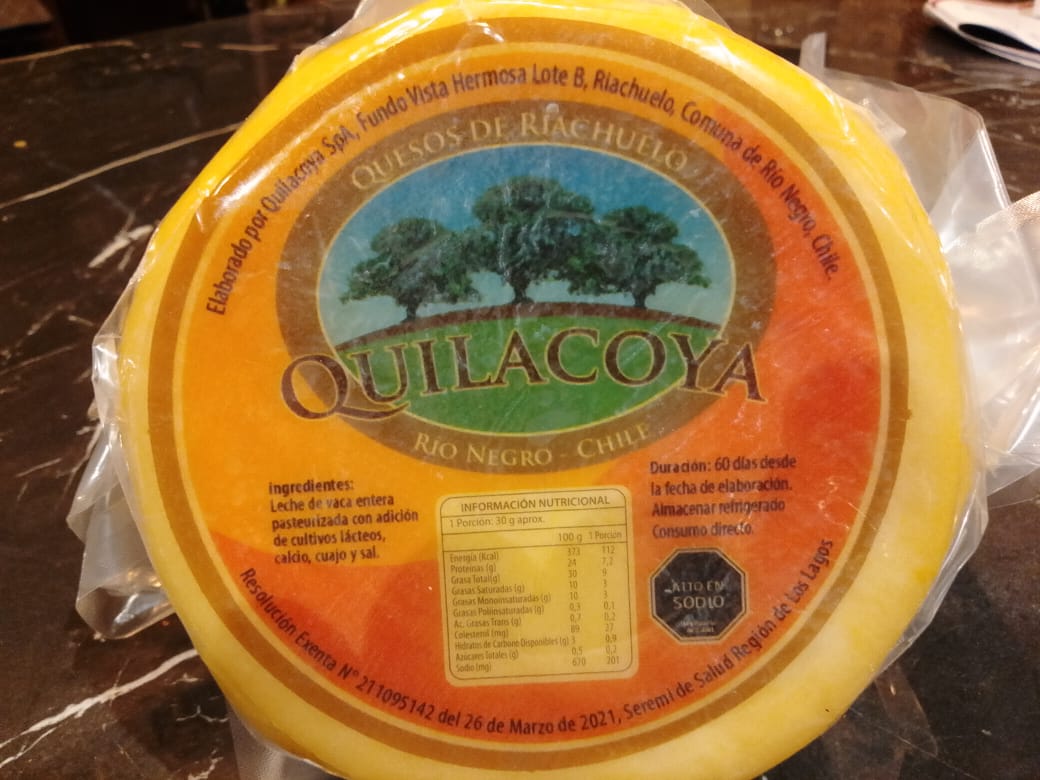 Elaborado por Quilacoya SpA, Fundo Vista Hermosa Lote B, Riachuelo, Comuna de Río Negro, Chile.
QUESOS DE RIACHUELO
QUILACOYA
RÍO NEGRO - CHILE
ingredientes:
Leche de vaca entera
pasteurizada con adición
de cultivos lácteos,
calcio, cuajo y sal.
INFORMACIÓN NUTRICIONAL
1 Porción: 30 g aprox.
100 g 1 Porción
Energía (Kcal) 373 112
Proteínas (g) 24 7,2
Grasa Total(g) 30 9
Grasas Saturadas (g) 10 3
Grasas Monoinsaturadas (g) 10 3
Grasas Poliinsaturadas (g) 0,3 0,1
Ac. Grasas Trans (g) 0,7 0,2
Colesterol (mg) 89 27
Hidratos de Carbono Disponibles (g) 3 0,9
Azúcares Totales (g) 0,5 0,2
Sodio (mg) 670 201
Duración: 60 días desde
la fecha de elaboración.
Almacenar refrigerado
Consumo directo.
ALTO EN
SODIO
Resolución Exenta N° 211095142 del 26 de Marzo de 2021, Seremi de Salud Región de Los Lagos